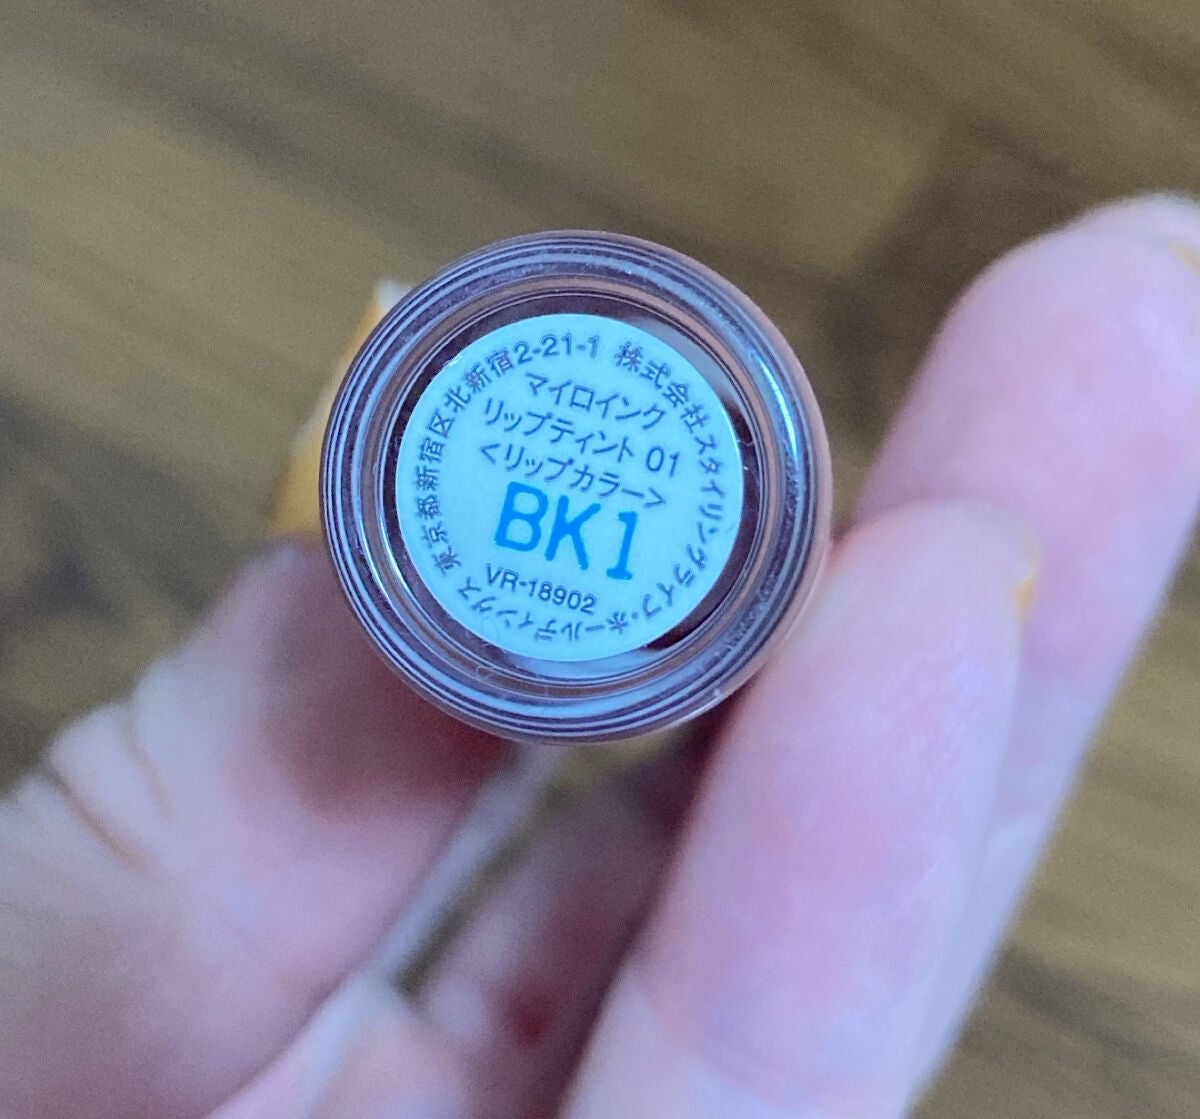 マイロインク
リップティント 01
<リップカラー>
BK1
VR-18902
株式会社スタイリングライフ・ホールディングス 東京都新宿区北新宿2-21-1